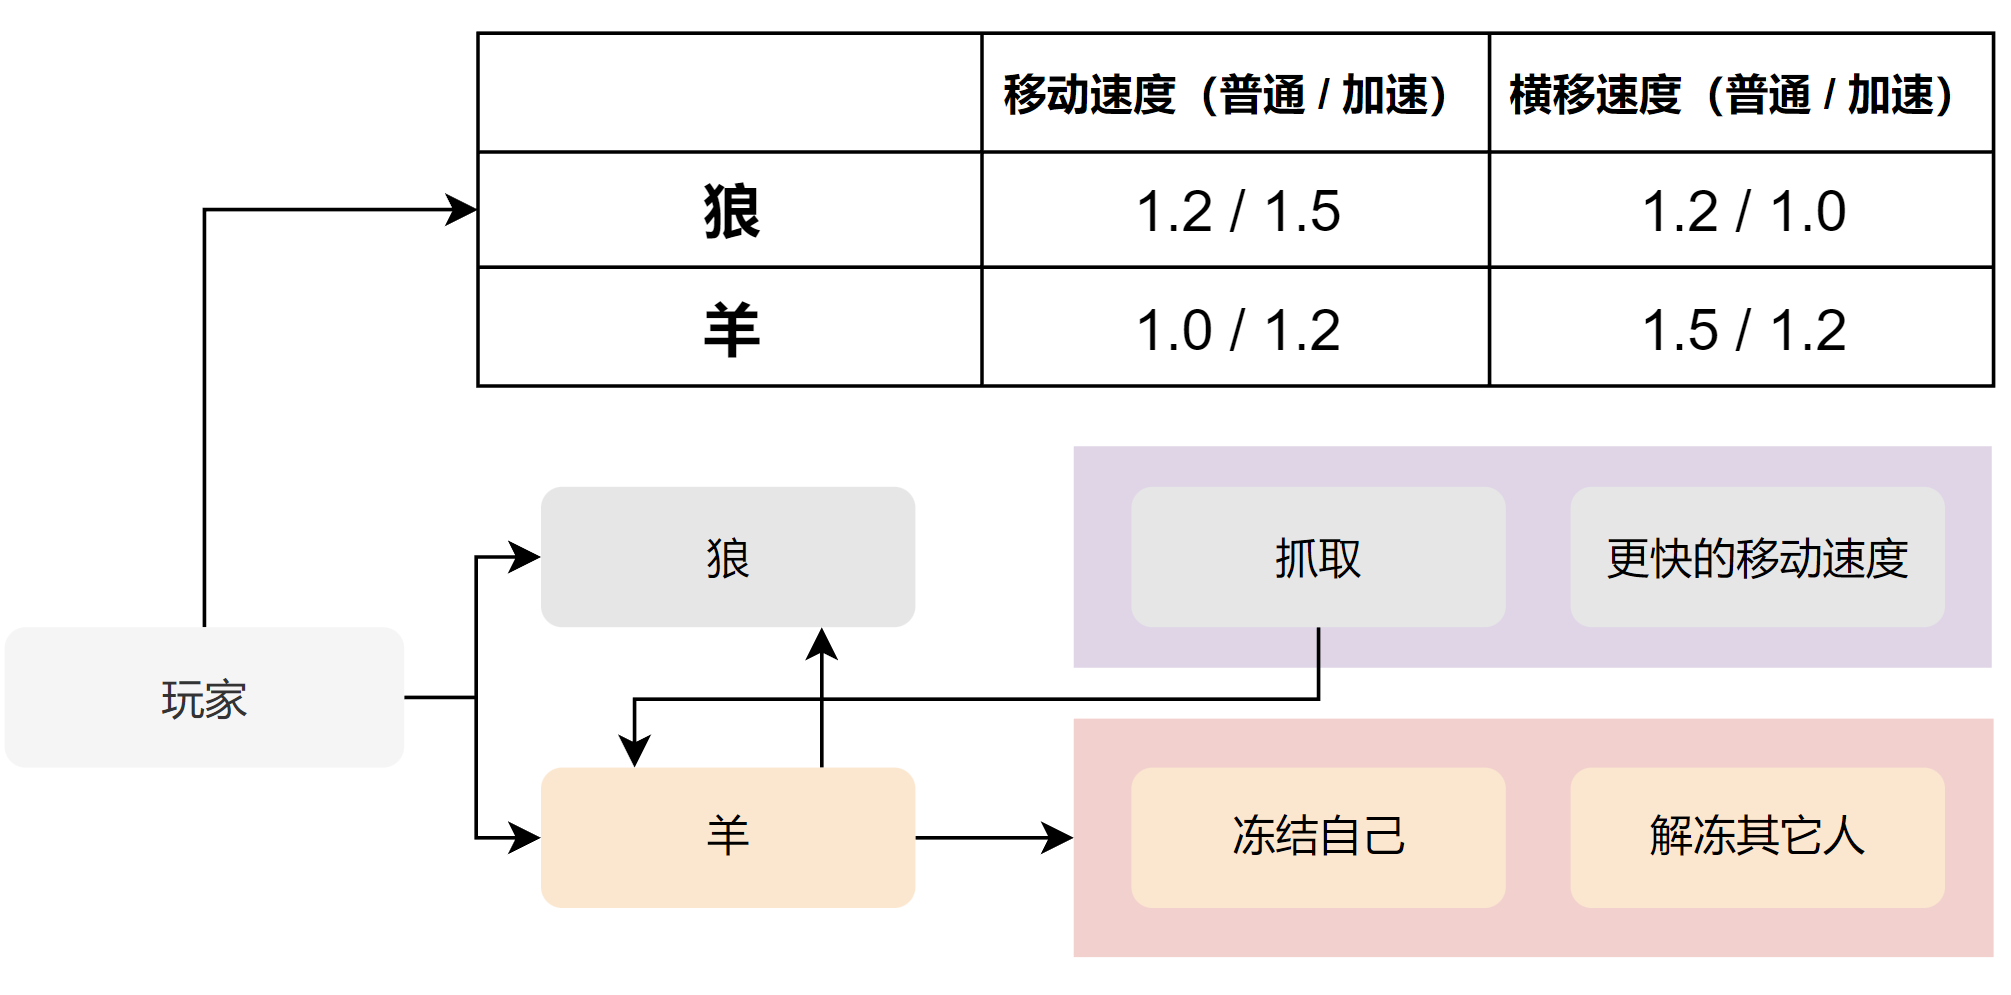 移动速度（普通 / 加速）
横移速度（普通 / 加速）
狼
1.2 / 1.5
1.2 / 1.0
羊
1.0 / 1.2
1.5 / 1.2
狼
抓取
更快的移动速度
玩家
羊
冻结自己
解冻其它人